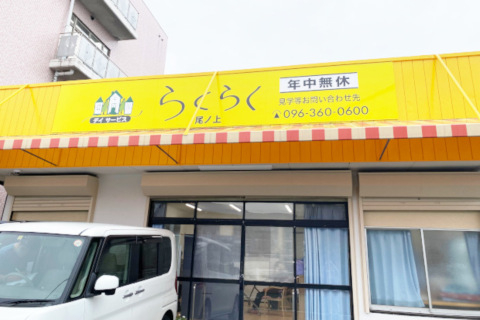 デイサービス
らくらく
尾ノ上
年中無休
見学等お問い合わせ先
▲096-360-0600